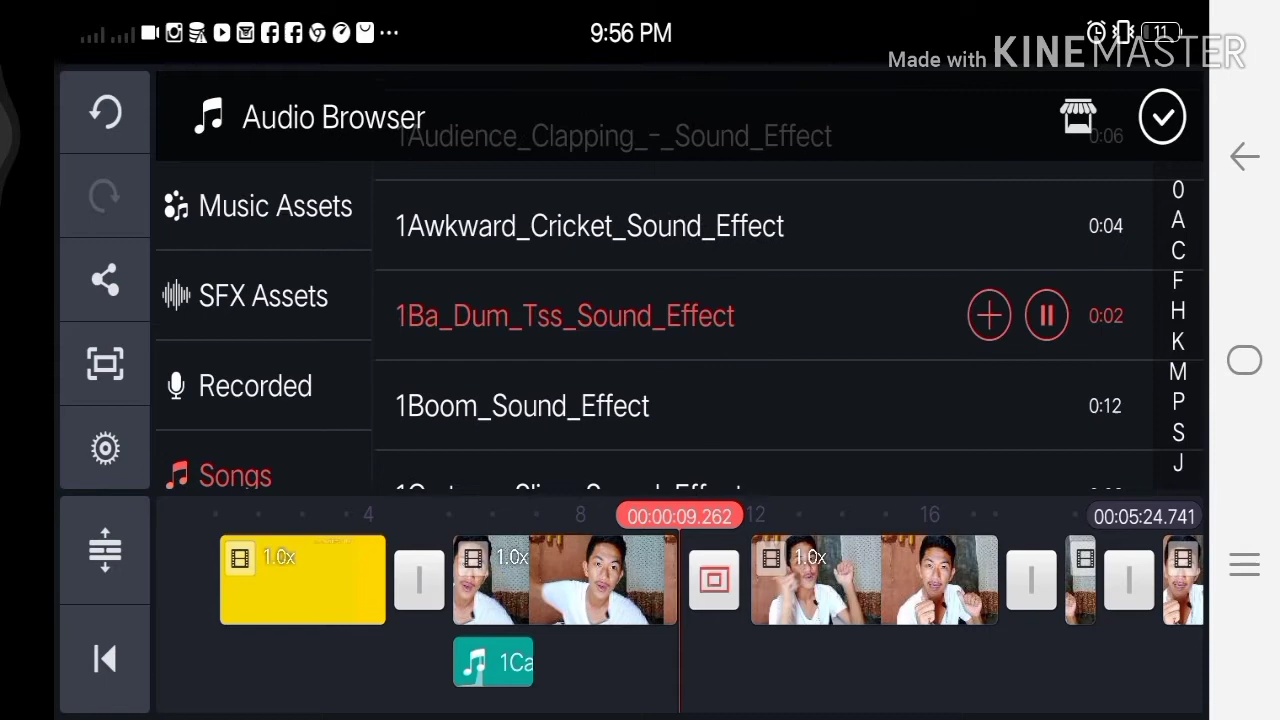 9:56 PM
11
Made with KINEMASTER
Audio Browser
1Audience_Clapping_-_Sound_Effect
0:06
Music Assets
1Awkward_Cricket_Sound_Effect
0:04
SFX Assets
1Ba_Dum_Tss_Sound_Effect
0:02
Recorded
1Boom_Sound_Effect
0:12
Songs
0
A
C
F
H
K
M
P
S
J
4
8
00:00:09.262
12
16
00:05:24.741
1.0x
1.0x
1.0x
1Ca